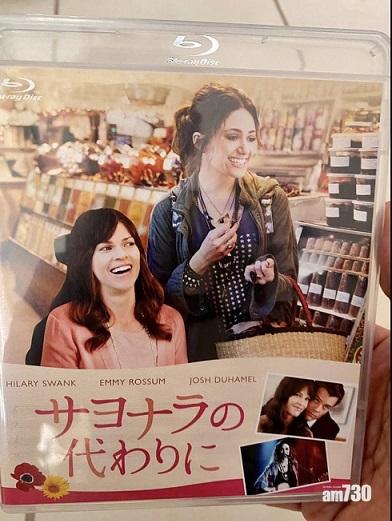 Blu-ray Disc
Blu-ray Disc
HILARY SWANK EMMY ROSSUM JOSH DUHAMEL
サヨナラの
代わりに
am730